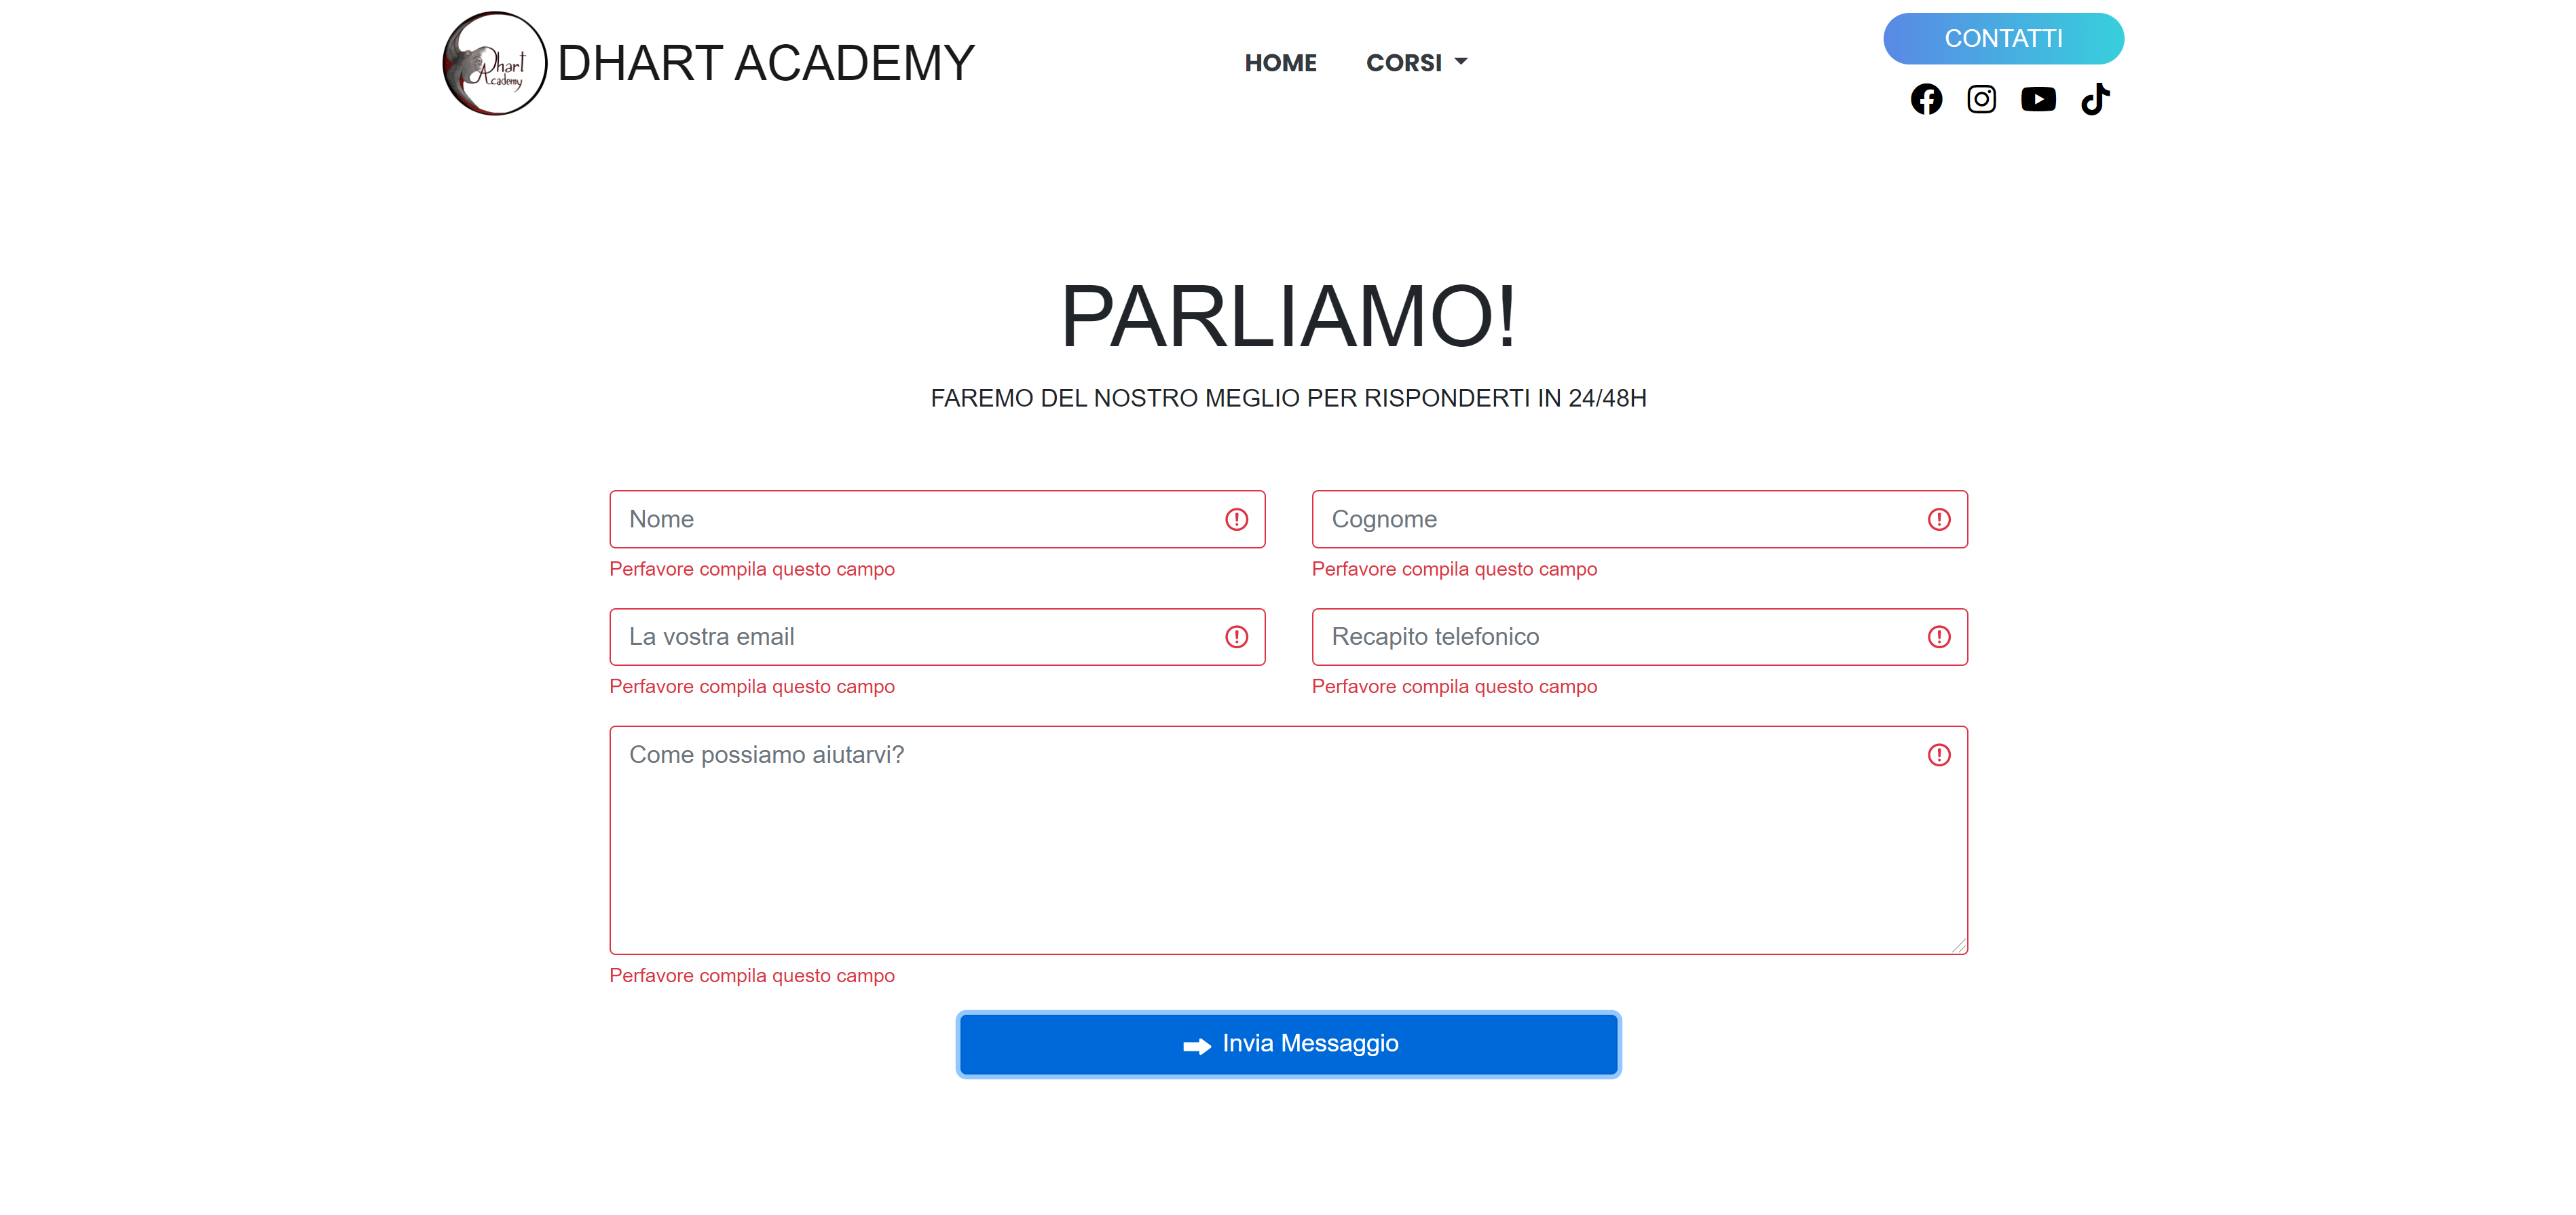 Dhart
Academy
DHART ACADEMY
HOME
CORSI
CONTATTI
PARLIAMO!
FAREMO DEL NOSTRO MEGLIO PER RISPONDERTI IN 24/48H
Nome
Cognome
Perfavore compila questo campo
Perfavore compila questo campo
La vostra email
Recapito telefonico
Perfavore compila questo campo
Perfavore compila questo campo
Come possiamo aiutarvi?
Perfavore compila questo campo
Invia Messaggio